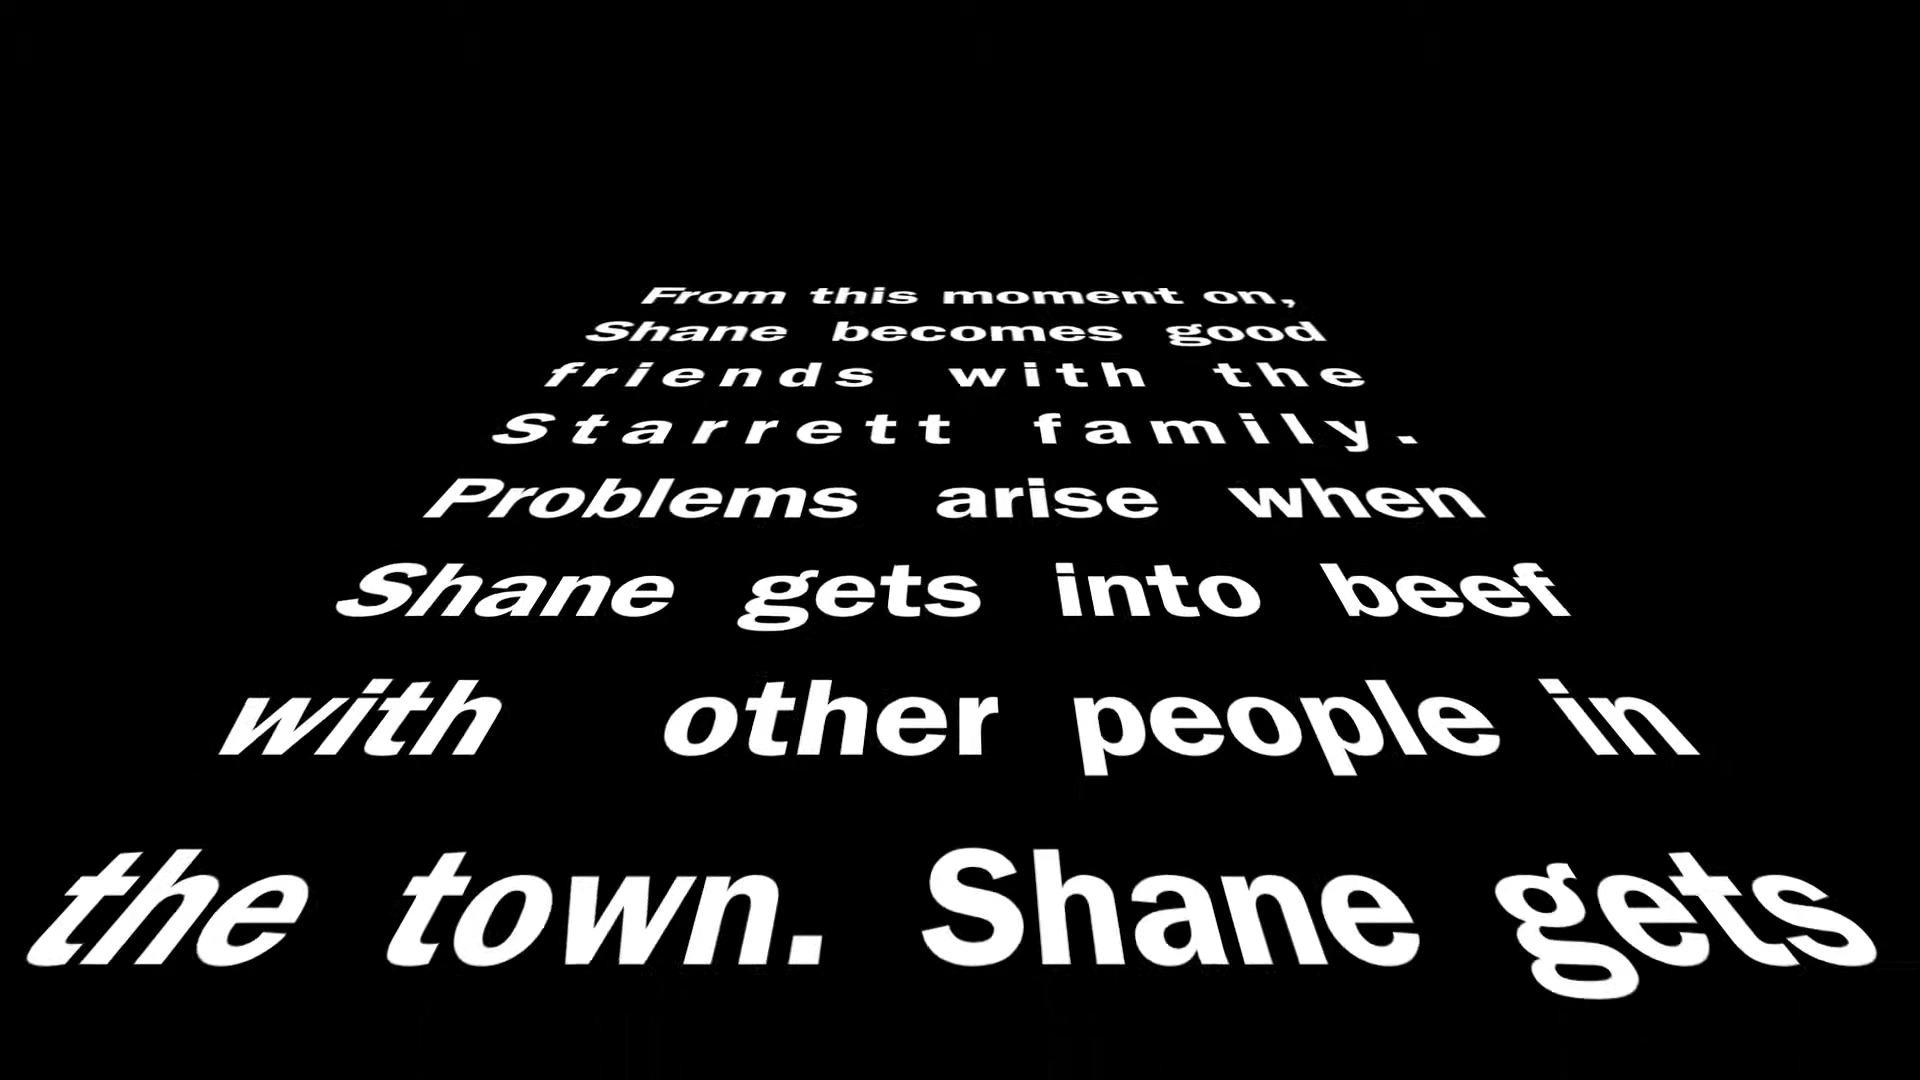 From this moment on,
Shane becomes good
friends with the
Starrett family.
Problems arise when
Shane gets into beef
with other people in
the town. Shane gets